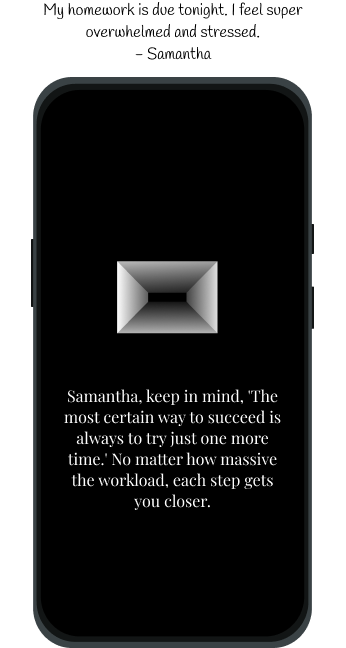 My homework is due tonight. I feel super
overwhelmed and stressed.
- Samantha
Samantha, keep in mind, 'The
most certain way to succeed is
always to try just one more
time.' No matter how massive
the workload, each step gets
you closer.